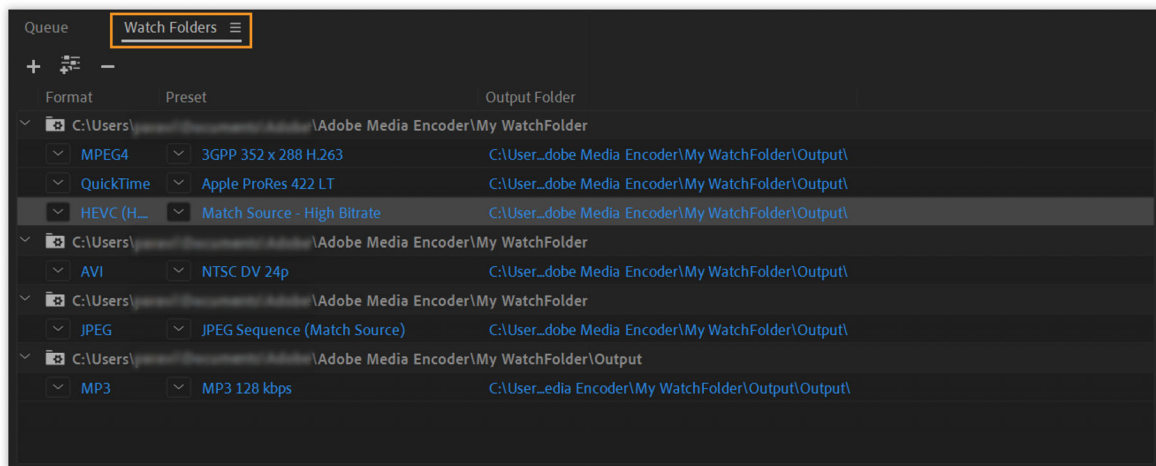 Queue Watch Folders
Format Preset Output Folder
C:\Users\ \Adobe Media Encoder\My WatchFolder
MPEG4 3GPP 352 x 288 H.263 C:\User...dobe Media Encoder\My WatchFolder\Output\
QuickTime Apple ProRes 422 LT C:\User...dobe Media Encoder\My WatchFolder\Output\
HEVC (H... Match Source - High Bitrate C:\User...dobe Media Encoder\My WatchFolder\Output\
C:\Users\ \Adobe Media Encoder\My WatchFolder
AVI NTSC DV 24p C:\User...dobe Media Encoder\My WatchFolder\Output\
C:\Users\ \Adobe Media Encoder\My WatchFolder
JPEG JPEG Sequence (Match Source) C:\User...dobe Media Encoder\My WatchFolder\Output\
C:\Users\ \Adobe Media Encoder\My WatchFolder\Output
MP3 MP3 128 kbps C:\User...edia Encoder\My WatchFolder\Output\Output\